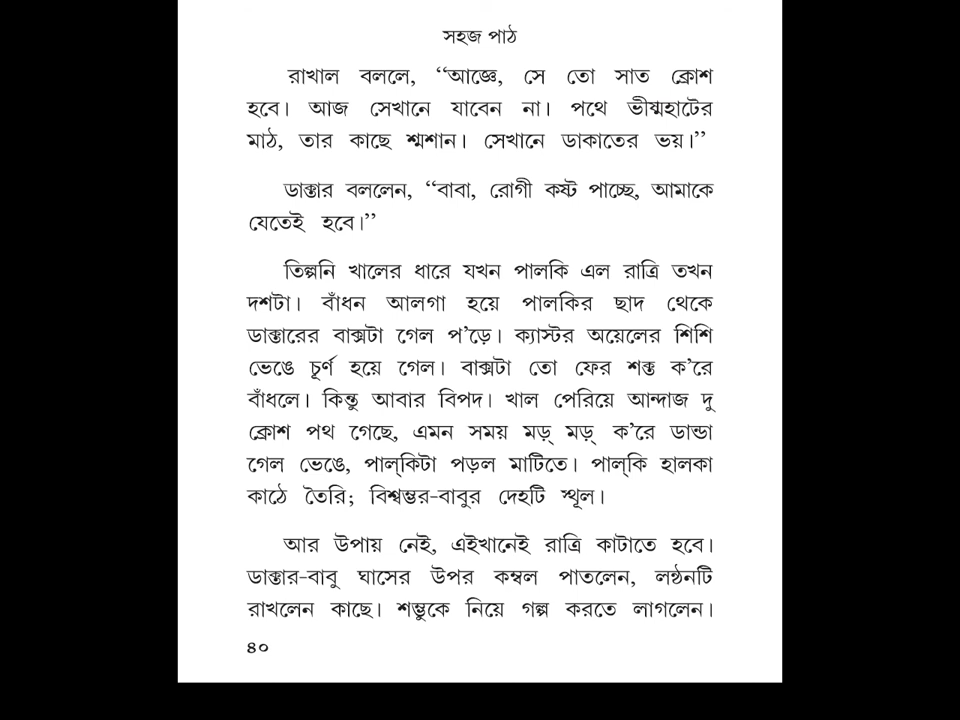 সহজ পাঠ
রাখাল বললে, ‘‘আজ্ঞে, সে তো সাত ক্রোশ
হবে। আজ সেখানে যাবেন না। পথে ভীষ্মহাটের
মাঠ, তার কাছে শ্মশান। সেখানে ডাকাতের ভয়।’’
ডাক্তার বললেন, ‘‘বাবা, রোগী কষ্ট পাচ্ছে, আমাকে
যেতেই হবে।’’
তিল্পনি খালের ধারে যখন পালকি এল রাত্রি তখন
দশটা। বাঁধন আলগা হয়ে পালকির ছাদ থেকে
ডাক্তারের বাক্সটা গেল প’ড়ে। ক্যাস্টর অয়েলের শিশি
ভেঙে চূর্ণ হয়ে গেল। বাক্সটা তো ফের শক্ত ক’রে
বাঁধলে। কিন্তু আবার বিপদ। খাল পেরিয়ে আন্দাজ দু
ক্রোশ পথ গেছে, এমন সময় মড়্ মড়্ ক’রে ডান্ডা
গেল ভেঙে, পাল্‌কিটা পড়ল মাটিতে। পাল্‌কি হালকা
কাঠে তৈরি; বিশ্বম্ভর-বাবুর দেহটি স্থূল।
আর উপায় নেই, এইখানেই রাত্রি কাটাতে হবে।
ডাক্তার-বাবু ঘাসের উপর কম্বল পাতলেন, লণ্ঠনটি
রাখলেন কাছে। শম্ভুকে নিয়ে গল্প করতে লাগলেন।
৪০